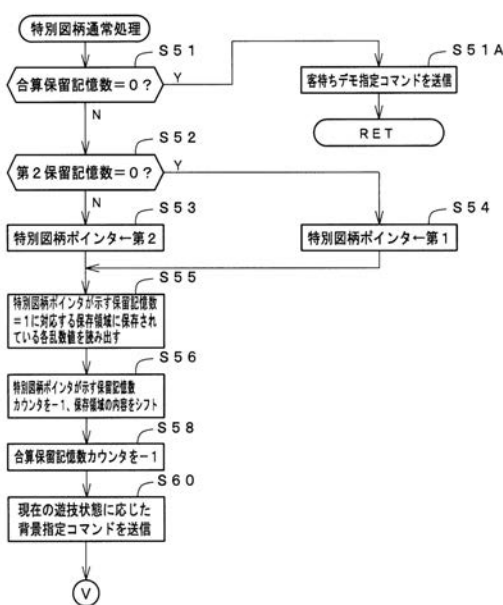 特別図柄通常処理
S51
合算保留記憶数=0?
Y
S51A
客待ちデモ指定コマンドを送信
RET
N
S52
第2保留記憶数=0?
Y
N
S53
特別図柄ポインタ←第2
S54
特別図柄ポインタ←第1
S55
特別図柄ポインタが示す保留記憶数
=1に対応する保存領域に保存され
ている各乱数値を読み出す
S56
特別図柄ポインタが示す保留記憶数
カウンタを-1、保存領域の内容をシフト
S58
合算保留記憶数カウンタを-1
S60
現在の遊技状態に応じた
背景指定コマンドを送信
V